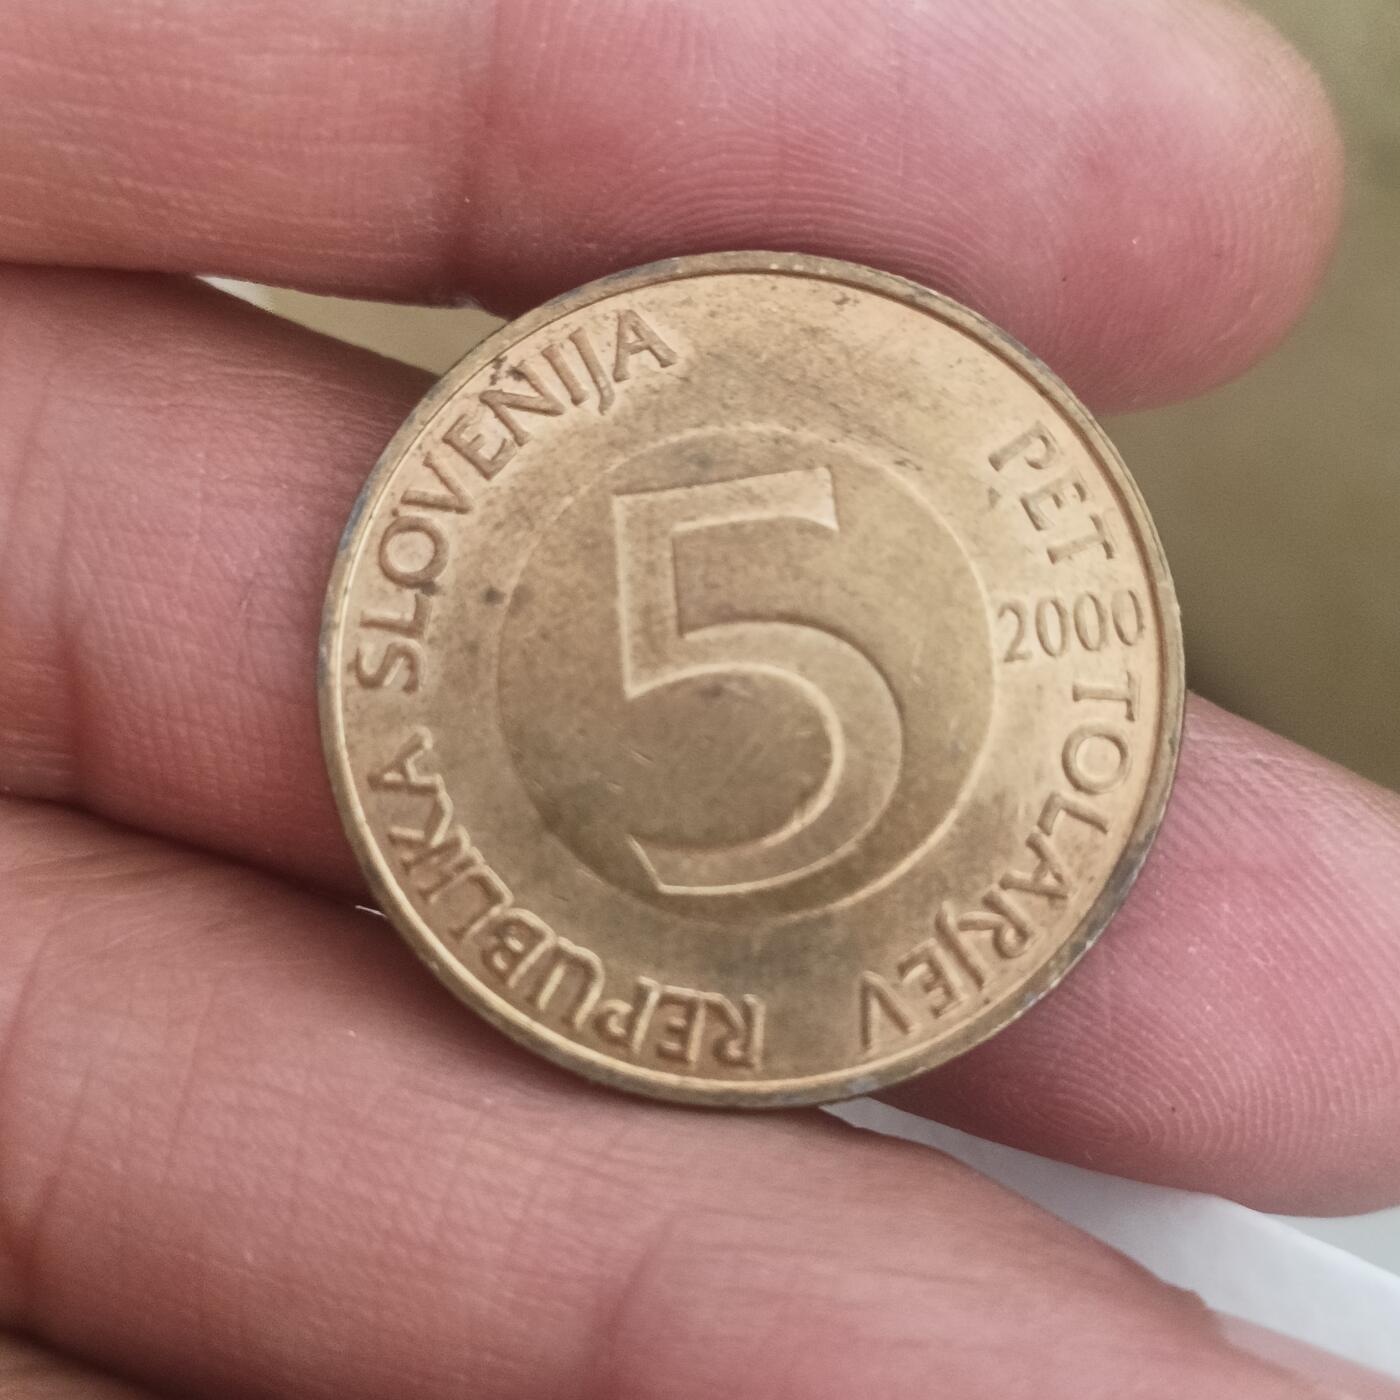 REPUBLIKA SLOVENIJA
5
PET TOLARJEV
2000